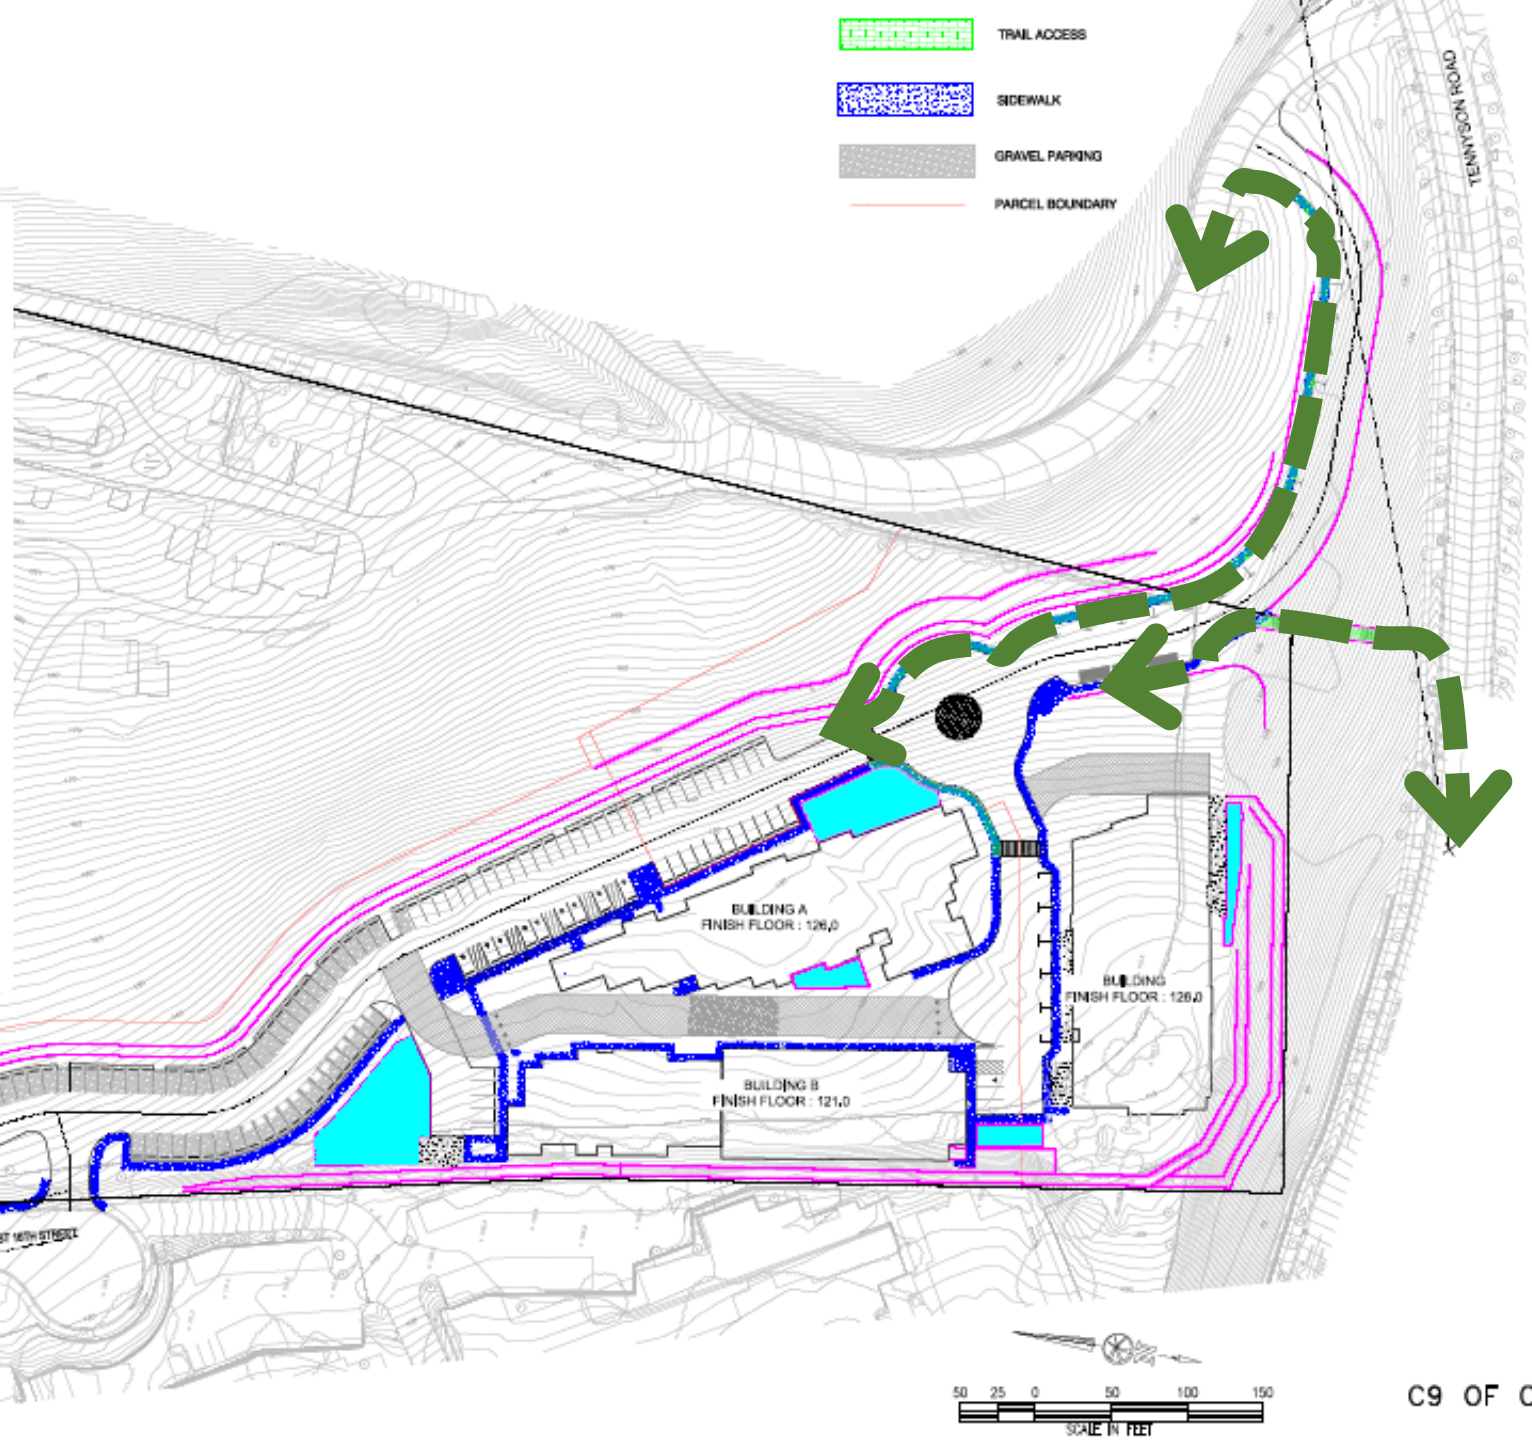 TRAIL ACCESS
SIDEWALK
GRAVEL PARKING
PARCEL BOUNDARY
TENNYSON ROAD
BUILDING A
FINISH FLOOR : 126.0
BUILDING
FINISH FLOOR : 126.0
BUILDING B
FINISH FLOOR : 121.0
ST 16TH STREET
50 25 0 50 100 150
SCALE IN FEET
C9 OF